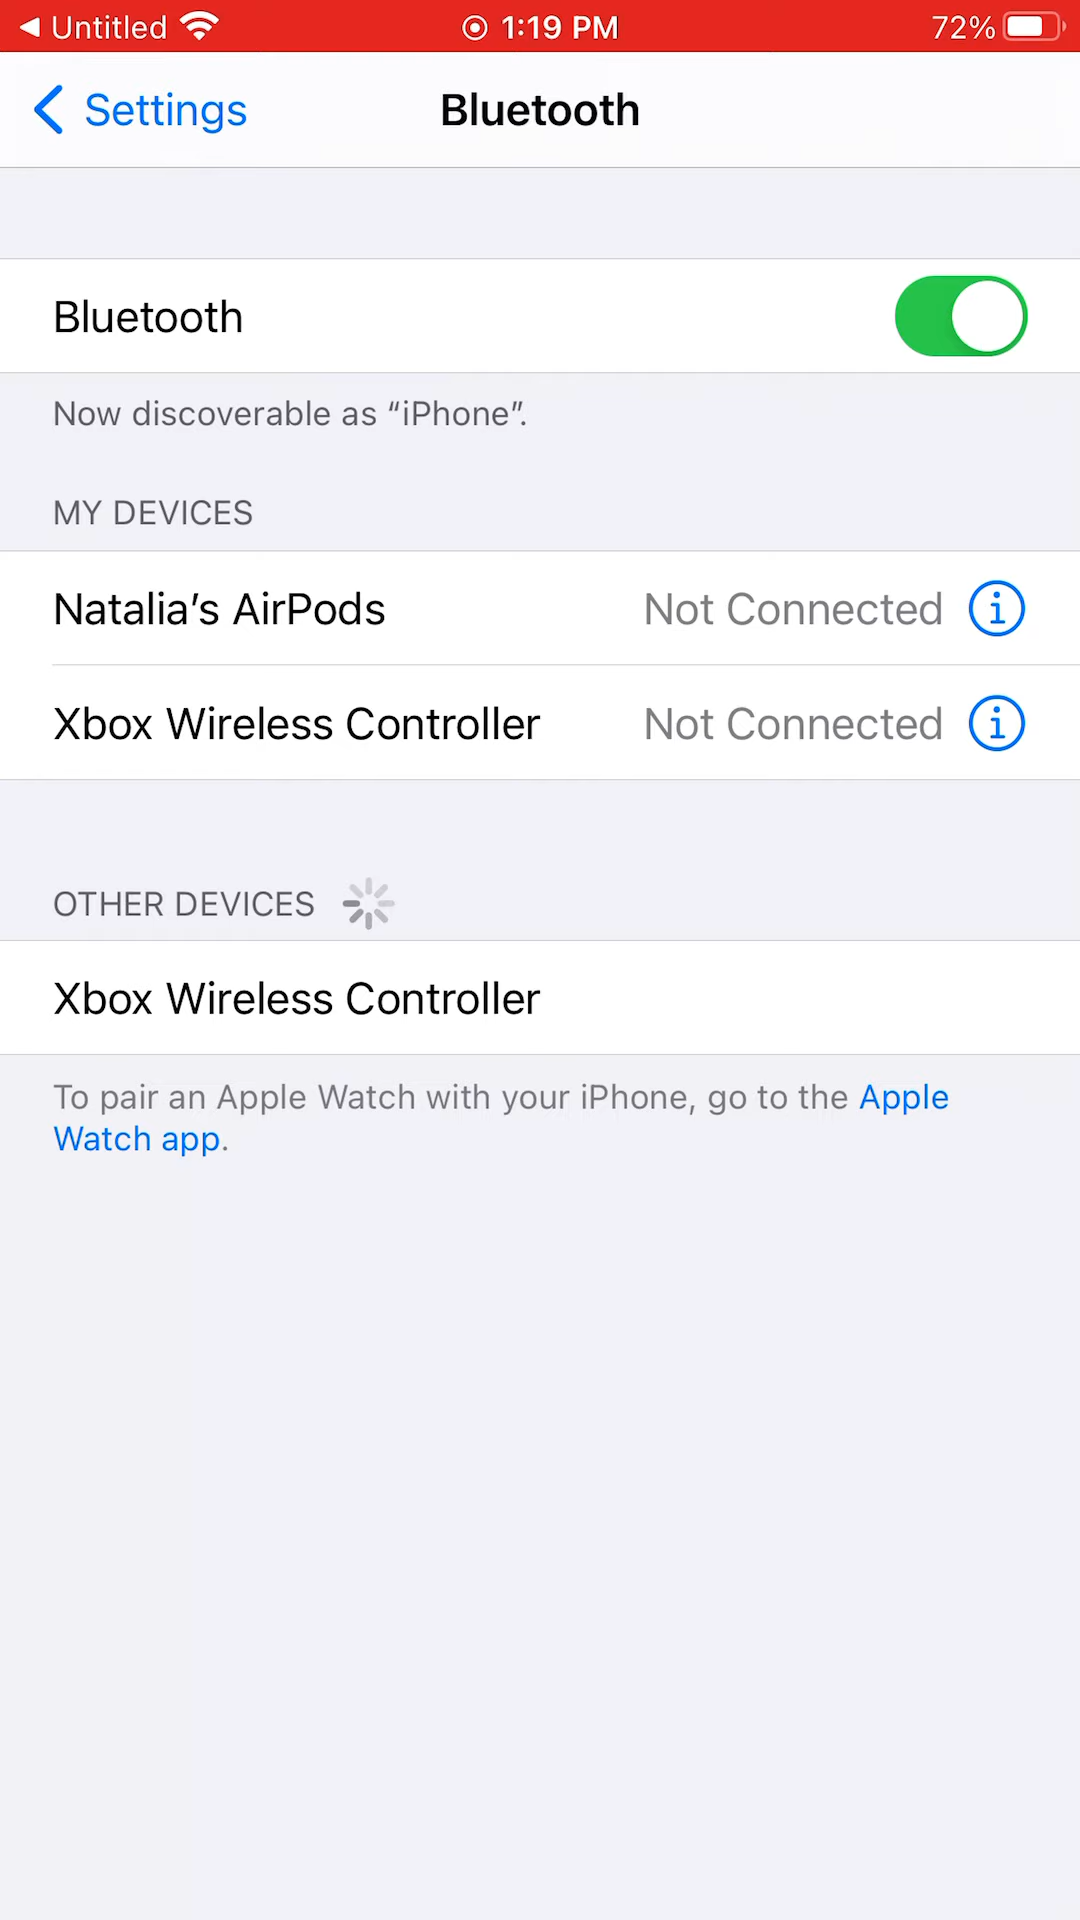 Untitled 1:19 PM 72%
Settings Bluetooth
Bluetooth
Now discoverable as “iPhone”.
MY DEVICES
Natalia’s AirPods Not Connected
Xbox Wireless Controller Not Connected
OTHER DEVICES
Xbox Wireless Controller
To pair an Apple Watch with your iPhone, go to the Apple
Watch app.